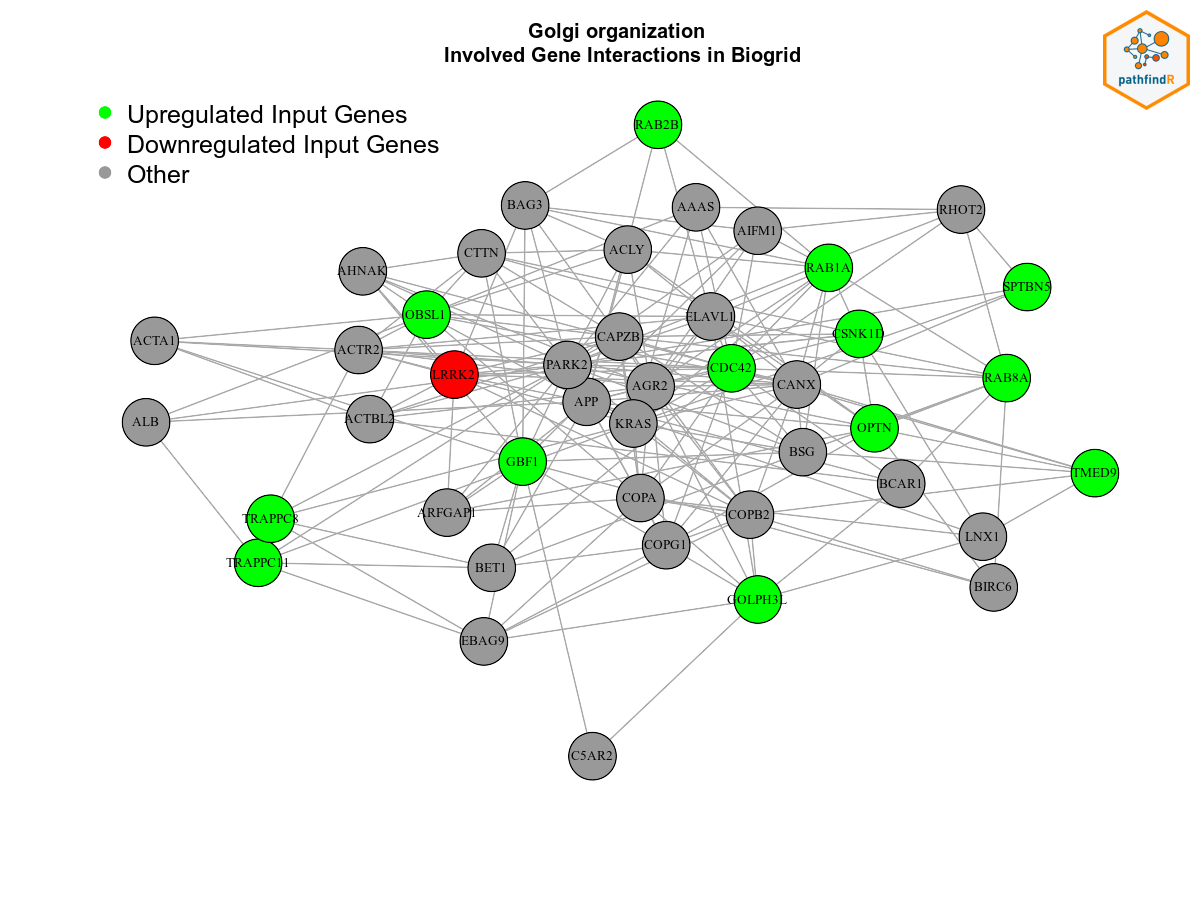 Golgi organization
Involved Gene Interactions in Biogrid
pathfindR
Upregulated Input Genes
Downregulated Input Genes
Other
RAB2B
BAG3
AAAS
RHOT2
AIFM1
CTTN
ACLY
AHNAK
RAB1A
SPTBN5
OBSL1
ELAVL1
ACTA1
CAPZB
CSNK1D
ACTR2
PARK2
CDC42
LRRK2
RAB8A
AGR2
CANX
APP
ACTBL2
ALB
KRAS
OPTN
BSG
GBF1
TMED9
BCAR1
COPA
ARFGAP1
COPB2
TRAPPC8
LNX1
COPG1
TRAPPC11
BET1
BIRC6
GOLPH3L
EBAG9
C5AR2